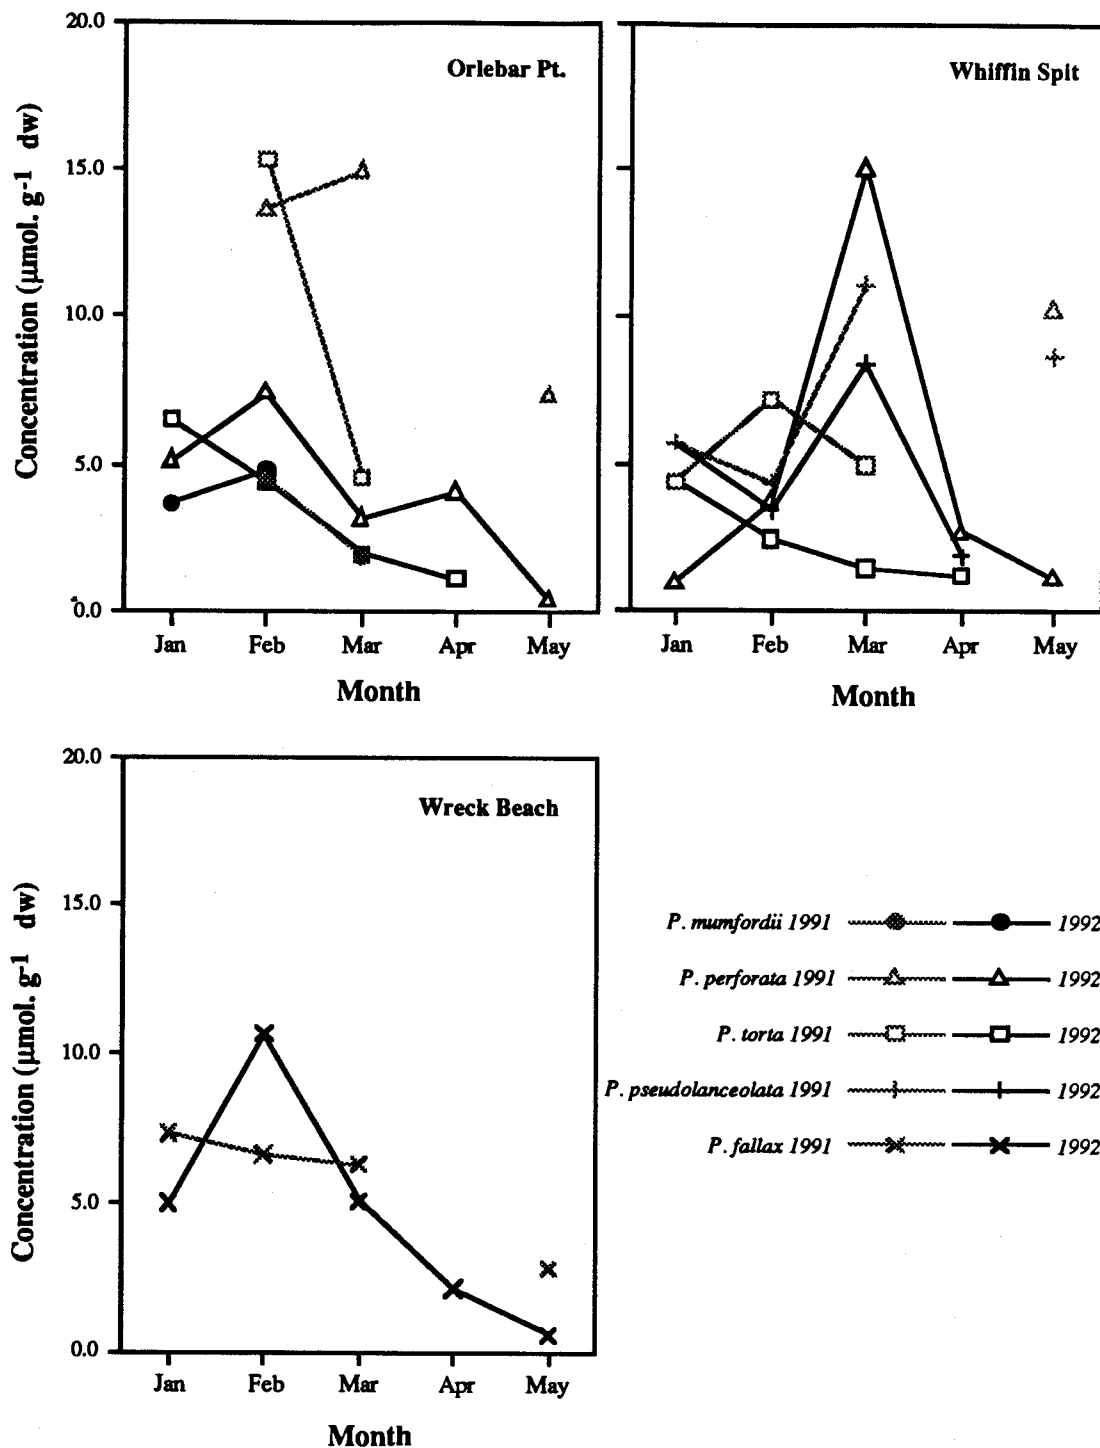 Orlebar Pt.
20.0
15.0
10.0
5.0
0.0
Concentration (µmol. g-1 dw)
Jan Feb Mar Apr May
Month
Whiffin Spit
Jan Feb Mar Apr May
Month
Wreck Beach
20.0
15.0
10.0
5.0
0.0
Concentration (µmol. g-1 dw)
Jan Feb Mar Apr May
Month
P. mumfordii 1991 1992
P. perforata 1991 1992
P. torta 1991 1992
P. pseudolanceolata 1991 1992
P. fallax 1991 1992